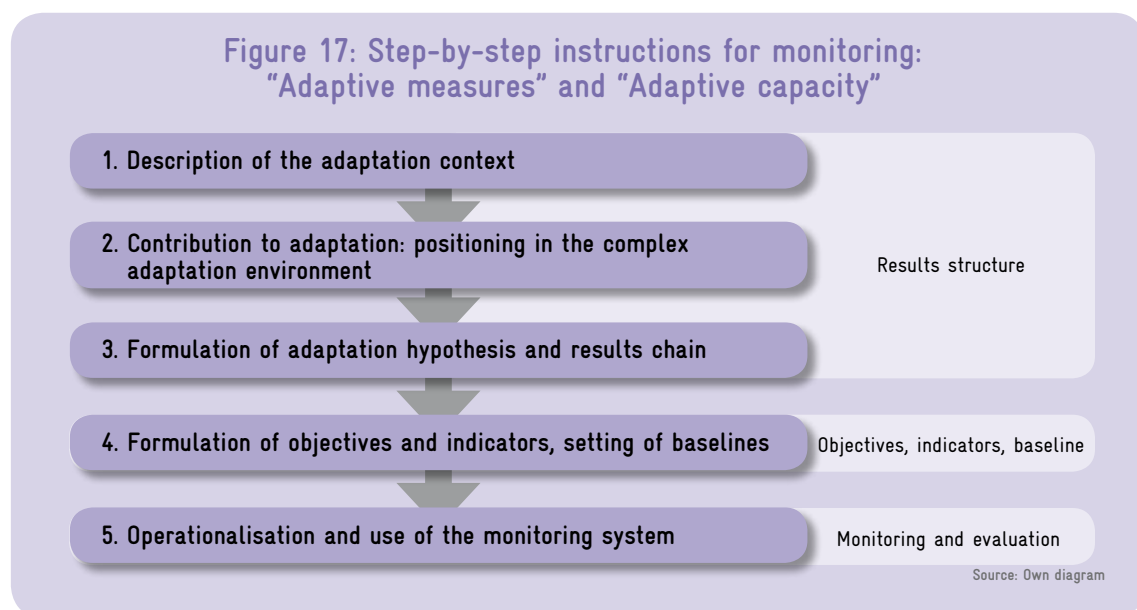 Figure 17: Step-by-step instructions for monitoring:
“Adaptive measures” and “Adaptive capacity”
1. Description of the adaptation context
2. Contribution to adaptation: positioning in the complex
adaptation environment
Results structure
3. Formulation of adaptation hypothesis and results chain
4. Formulation of objectives and indicators, setting of baselines
Objectives, indicators, baseline
5. Operationalisation and use of the monitoring system
Monitoring and evaluation
Source: Own diagram